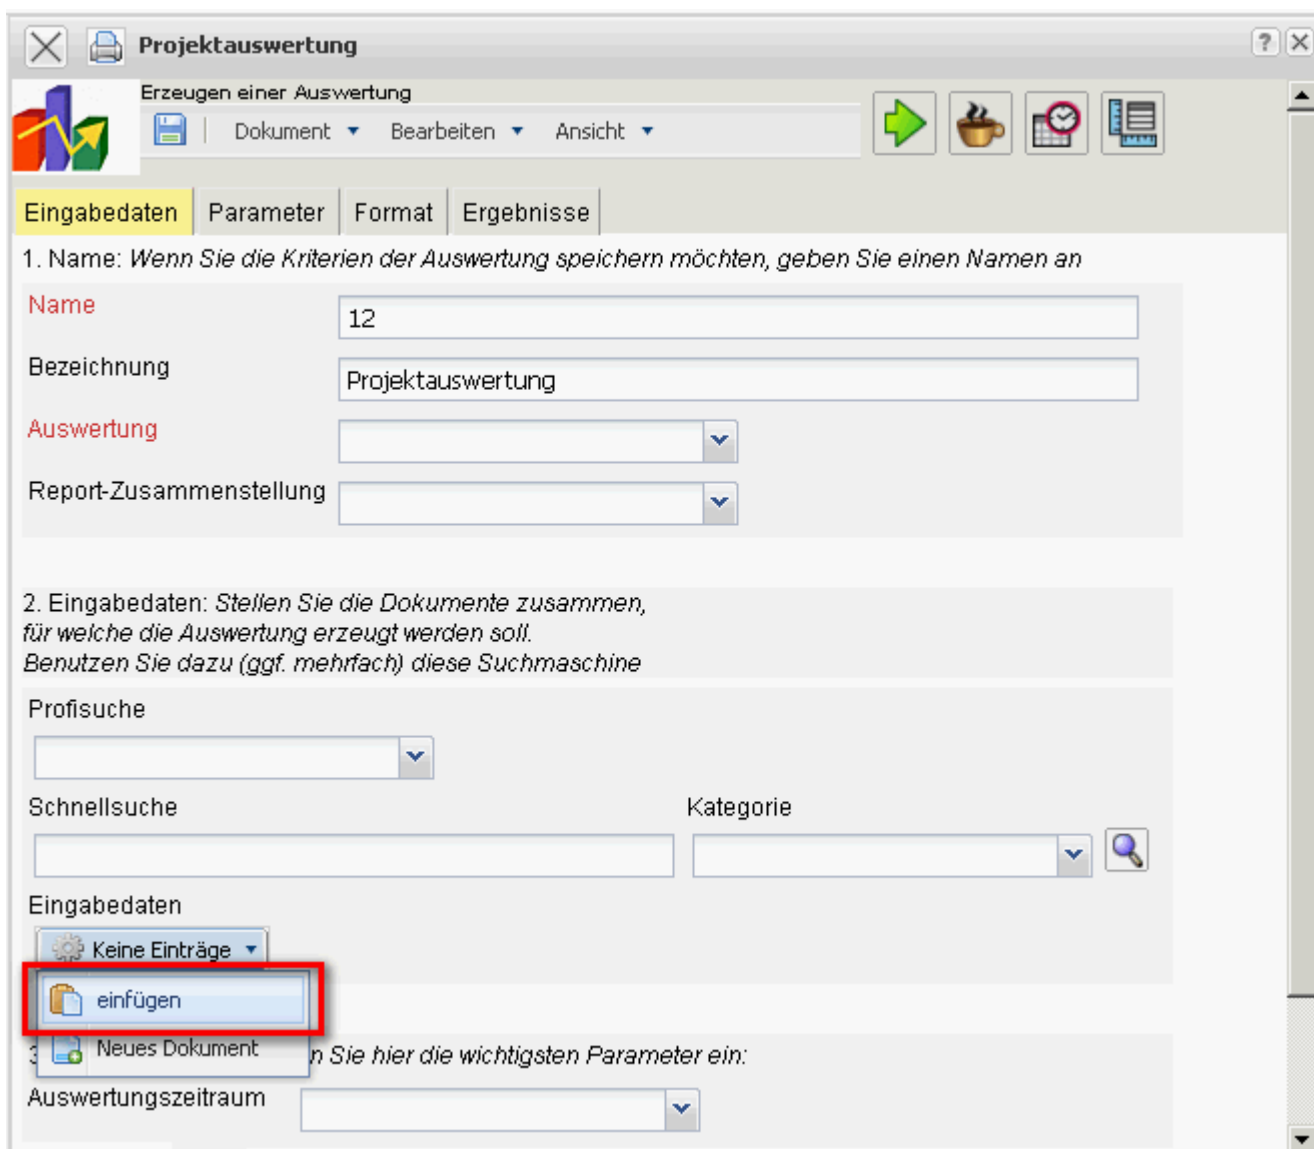 Projektauswertung
Erzeugen einer Auswertung
Dokument Bearbeiten Ansicht
Eingabedaten Parameter Format Ergebnisse
1. Name: Wenn Sie die Kriterien der Auswertung speichern möchten, geben Sie einen Namen an
Name 12
Bezeichnung Projektauswertung
Auswertung
Report-Zusammenstellung
2. Eingabedaten: Stellen Sie die Dokumente zusammen,
für welche die Auswertung erzeugt werden soll.
Benutzen Sie dazu (ggf. mehrfach) diese Suchmaschine
Profisuche
Schnellsuche Kategorie
Eingabedaten
Keine Einträge
einfügen
Neues Dokument
n Sie hier die wichtigsten Parameter ein:
Auswertungszeitraum